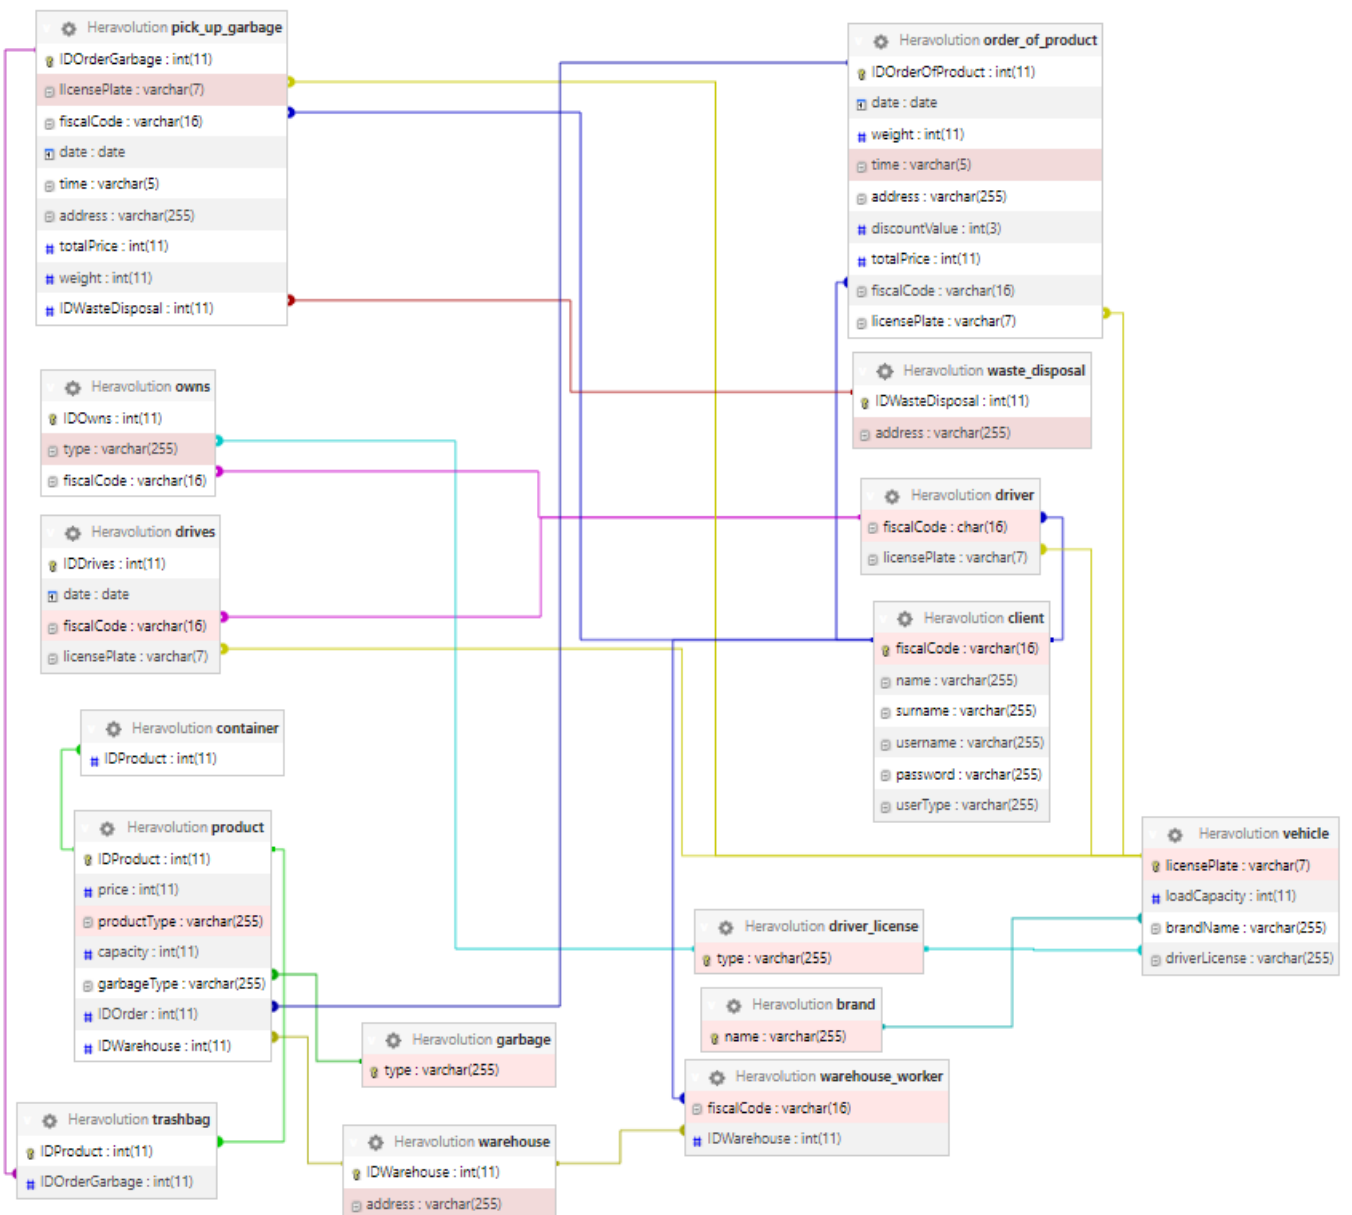 Heravolution pick_up_garbage
IDOrderGarbage : int(11)
licensePlate : varchar(7)
fiscalCode : varchar(16)
date : date
time : varchar(5)
address : varchar(255)
totalPrice : int(11)
weight : int(11)
IDWasteDisposal : int(11)
Heravolution order_of_product
IDOrderOfProduct : int(11)
date : date
weight : int(11)
time : varchar(5)
address : varchar(255)
discountValue : int(3)
totalPrice : int(11)
fiscalCode : varchar(16)
licensePlate : varchar(7)
Heravolution owns
IDOwns : int(11)
type : varchar(255)
fiscalCode : varchar(16)
Heravolution waste_disposal
IDWasteDisposal : int(11)
address : varchar(255)
Heravolution driver
fiscalCode : char(16)
licensePlate : varchar(7)
Heravolution drives
IDDrives : int(11)
date : date
fiscalCode : varchar(16)
licensePlate : varchar(7)
Heravolution client
fiscalCode : varchar(16)
name : varchar(255)
surname : varchar(255)
username : varchar(255)
password : varchar(255)
userType : varchar(255)
Heravolution container
IDProduct : int(11)
Heravolution product
IDProduct : int(11)
price : int(11)
productType : varchar(255)
capacity : int(11)
garbageType : varchar(255)
IDOrder : int(11)
IDWarehouse : int(11)
Heravolution vehicle
licensePlate : varchar(7)
loadCapacity : int(11)
brandName : varchar(255)
driverLicense : varchar(255)
Heravolution driver_license
type : varchar(255)
Heravolution brand
name : varchar(255)
Heravolution garbage
type : varchar(255)
Heravolution warehouse_worker
fiscalCode : varchar(16)
IDWarehouse : int(11)
Heravolution trashbag
IDProduct : int(11)
IDOrderGarbage : int(11)
Heravolution warehouse
IDWarehouse : int(11)
address : varchar(255)